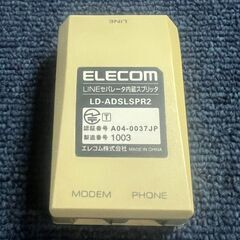 LINE
ELECOM
LINEセパレータ内蔵スプリッタ
LD-ADSLSPR2
認証番号 A04-0037JP
製造番号 1003
エレコム株式会社 MADE IN CHINA
MODEM PHONE